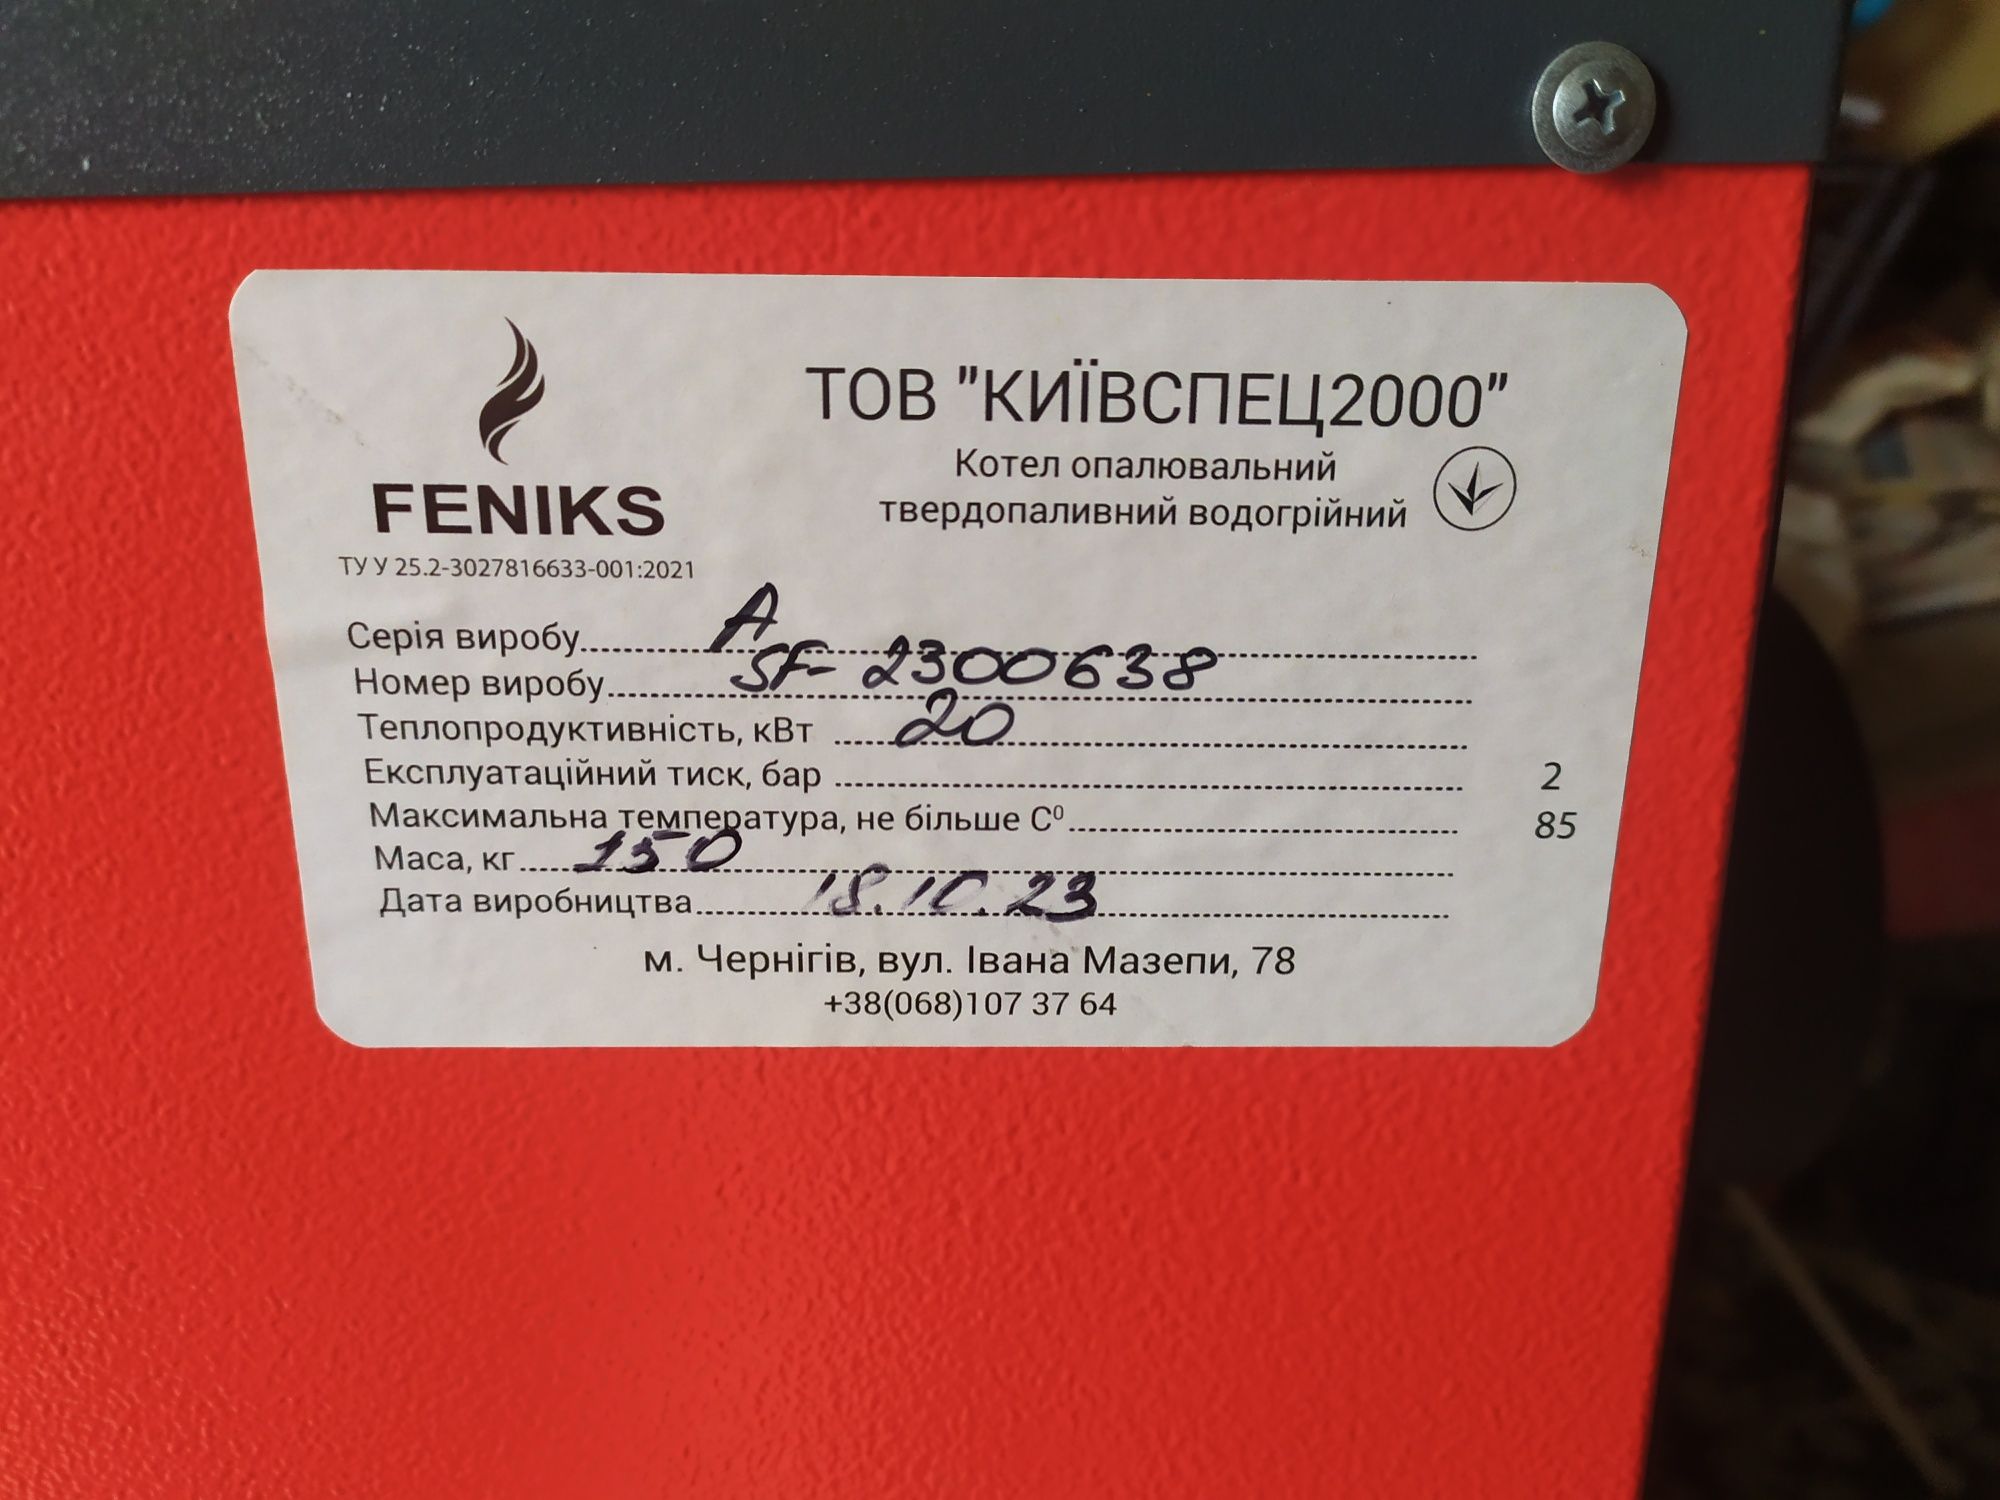 FENIKS
ТУ У 25.2-3027816633-001:2021
ТОВ "КИЇВСПЕЦ2000"
Котел опалювальний
твердопаливний водогрійний
Серія виробу A
Номер виробу SF-2300638
Теплопродуктивність, кВт 20
Експлуатаційний тиск, бар 2
Максимальна температура, не більше С⁰ 85
Маса, кг 150
Дата виробництва 18.10.23
м. Чернігів, вул. Івана Мазепи, 78
+38(068)107 37 64